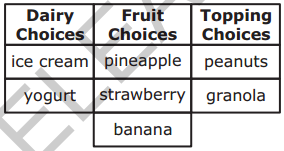 Dairy Choices Fruit Choices Topping Choices
ice cream pineapple peanuts
yogurt strawberry granola
banana